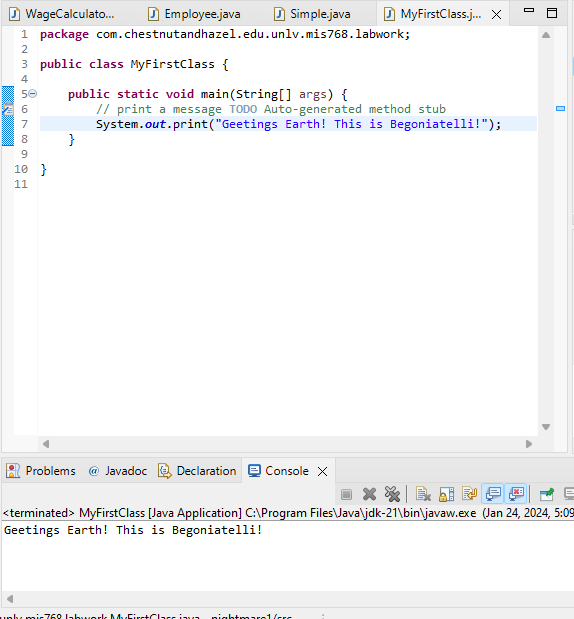 WageCalculato... Employee.java Simple.java MyFirstClass.j...
1 package com.chestnutandhazel.edu.unlv.mis768.labwork;
2
3 public class MyFirstClass {
4
5 public static void main(String[] args) {
6 // print a message TODO Auto-generated method stub
7 System.out.print("Geetings Earth! This is Begoniatelli!");
8 }
9
10 }
11
Problems @ Javadoc Declaration Console
<terminated> MyFirstClass [Java Application] C:\Program Files\Java\jdk-21\bin\javaw.exe (Jan 24, 2024, 5:09
Geetings Earth! This is Begoniatelli!
unlv.mis768.labwork.MyFirstClass.java - nightmare1/src